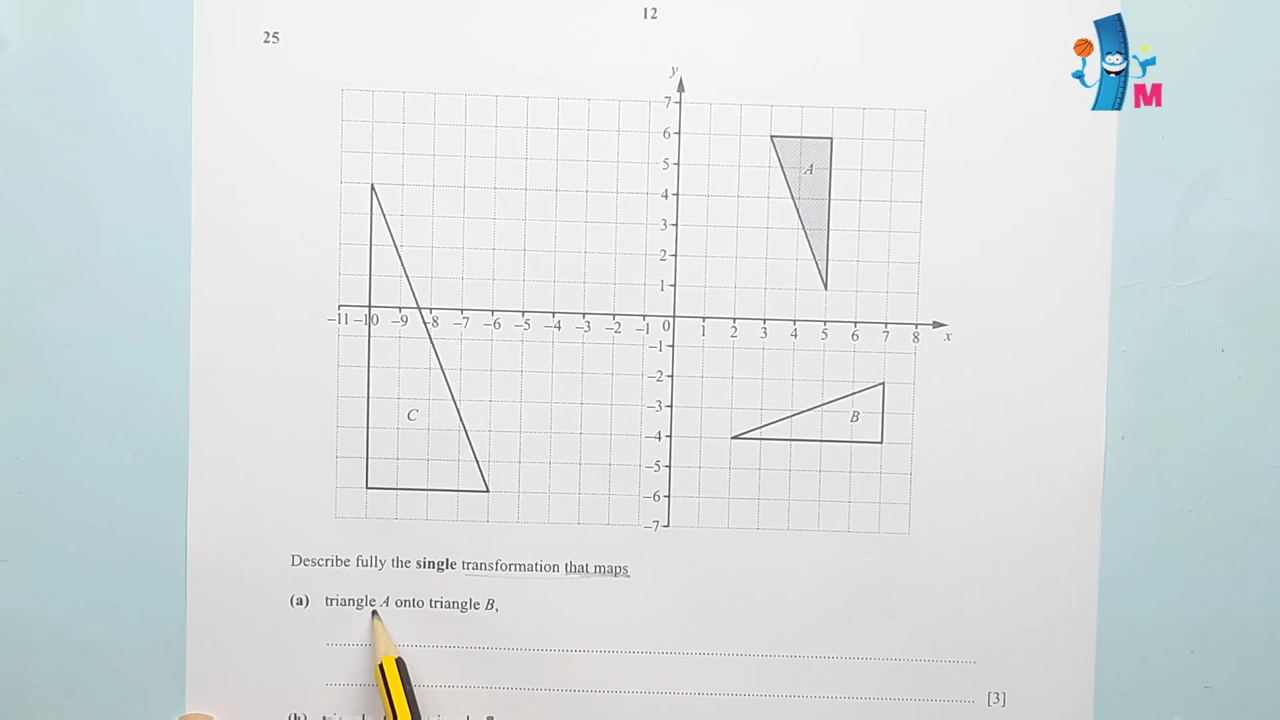 12
25
M
y
7
6
5
4
3
2
1
A
–11 –10 –9 –8 –7 –6 –5 –4 –3 –2 –1 0 1 2 3 4 5 6 7 8 x
–1
–2
–3
–4
–5
–6
–7
B
C
Describe fully the single transformation that maps
(a) triangle A onto triangle B,
[3]